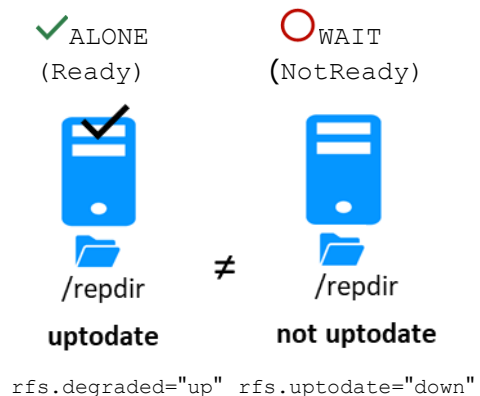 ALONE WAIT
(Ready) (NotReady)
≠
/repdir /repdir
uptodate not uptodate
rfs.degraded="up" rfs.uptodate="down"